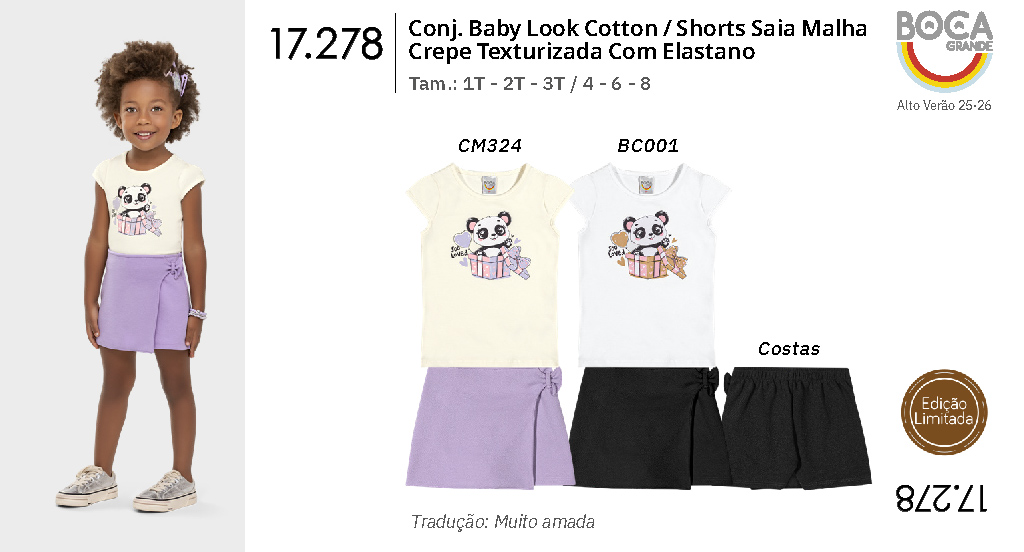 17.278
Conj. Baby Look Cotton / Shorts Saia Malha
Crepe Texturizada Com Elastano
Tam.: 1T - 2T - 3T / 4 - 6 - 8
BOCA
GRANDE
Alto Verão 25-26
CM324
BC001
Costas
Edição
Limitada
17.278
Tradução: Muito amada